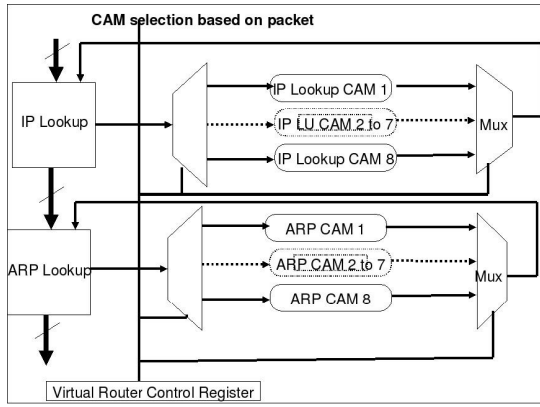 CAM selection based on packet
IP Lookup
IP Lookup CAM 1
IP LU CAM 2 to 7
IP Lookup CAM 8
Mux
ARP Lookup
ARP CAM 1
ARP CAM 2 to 7
ARP CAM 8
Mux
Virtual Router Control Register